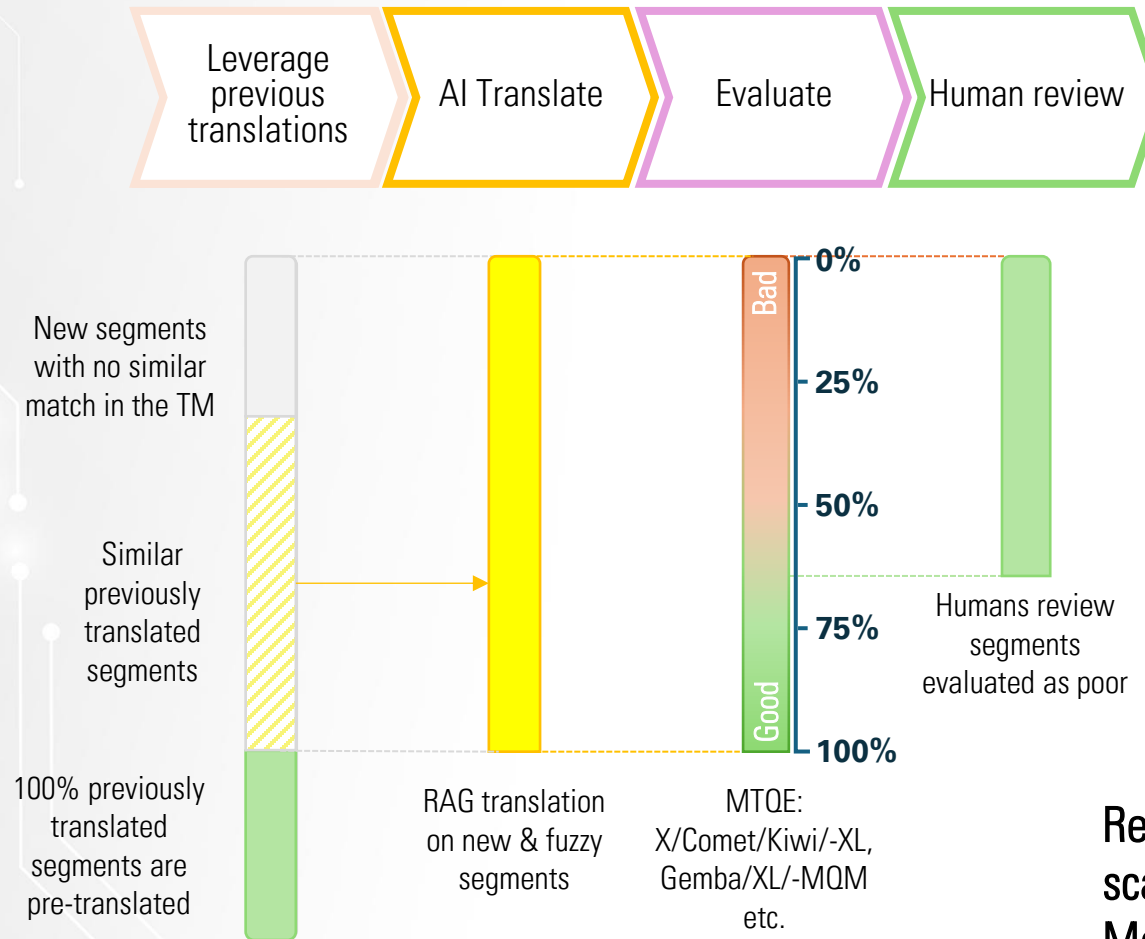 Leverage
previous
translations
AI Translate
Evaluate
Human review
New segments
with no similar
match in the TM
Similar
previously
translated
segments
100% previously
translated
segments are
pre-translated
RAG translation
on new & fuzzy
segments
Bad
Good
0%
25%
50%
75%
100%
MTQE:
X/Comet/Kiwi/-XL,
Gemba/XL/-MQM
etc.
Humans review
segments
evaluated as poor